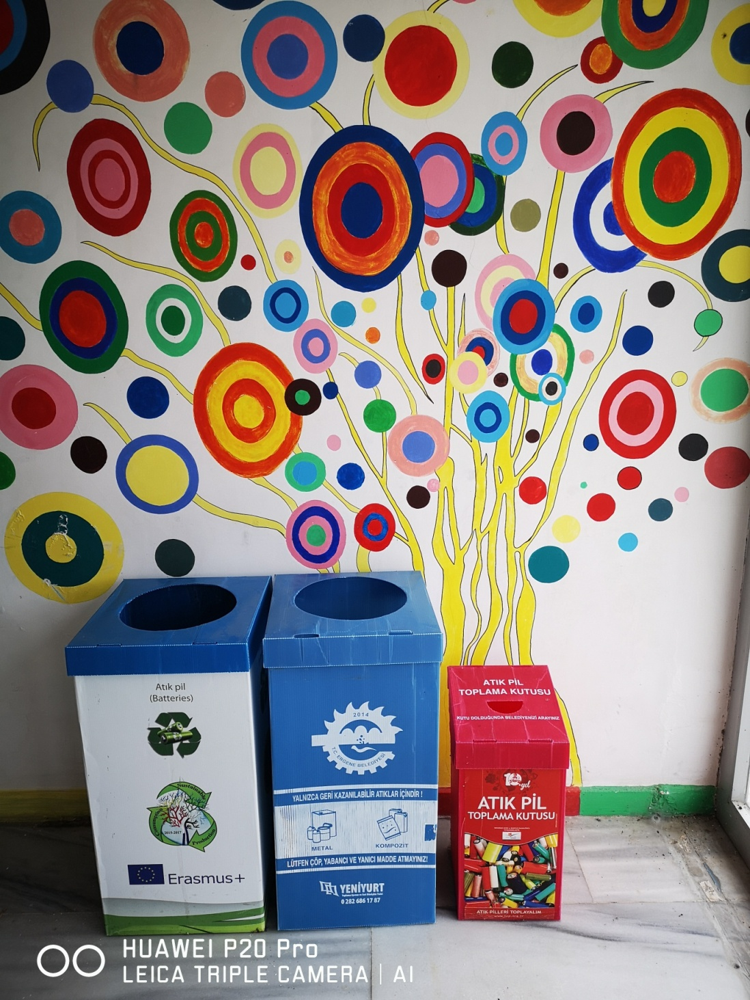 Atık pil
(Batteries)
Sustainable
Production
2015-2017
Erasmus+
2014
T.C. ERGENE BELEDİYESİ
YALNIZCA GERİ KAZANILABİLİR ATIKLAR İÇİNDİR !
METAL
KOMPOZİT
LÜTFEN ÇÖP, YABANCI VE YANICI MADDE ATMAYINIZ!
YENİYURT
0 282 686 17 87
ATIK PİL
TOPLAMA KUTUSU
KUTU DOLDUĞUNDA BELEDİYENİZİ ARAYINIZ
10.yıl
ATIK PİL
TOPLAMA KUTUSU
ATIK PİLLERİ TOPLAYALIM
HUAWEI P20 Pro
LEICA TRIPLE CAMERA | AI